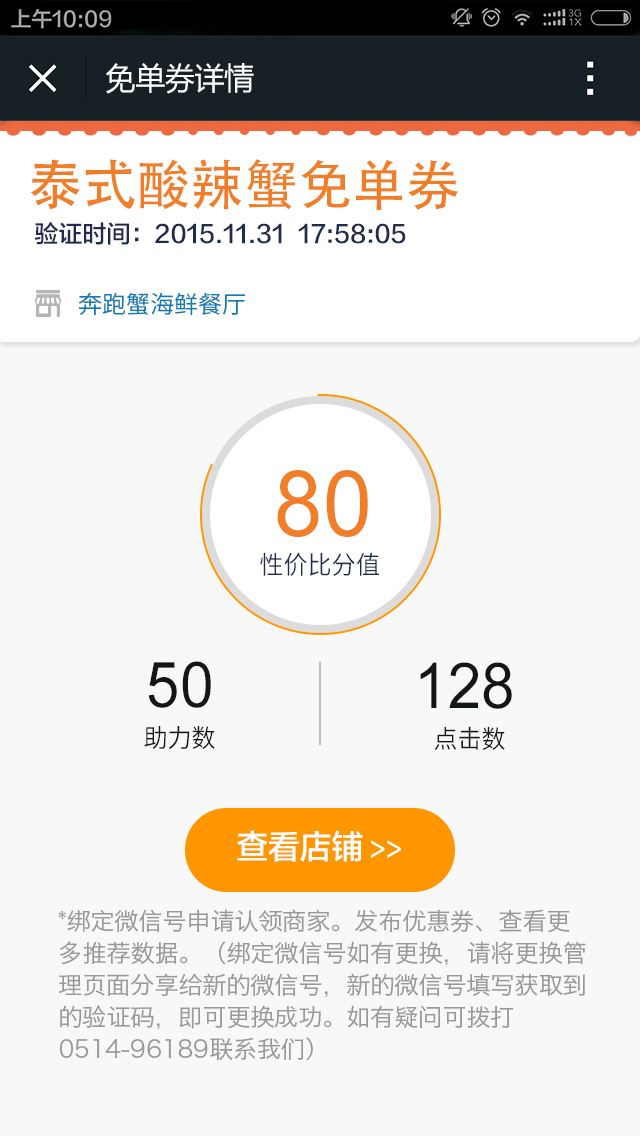 上午10:09
3G
1X
免单券详情
泰式酸辣蟹免单券
验证时间：2015.11.31 17:58:05
奔跑蟹海鲜餐厅
80
性价比分值
50
128
助力数
点击数
查看店铺 >>
*绑定微信号申请认领商家。发布优惠券、查看更
多推荐数据。（绑定微信号如有更换，请将更换管
理页面分享给新的微信号，新的微信号填写获取到
的验证码，即可更换成功。如有疑问可拨打
0514-96189联系我们）